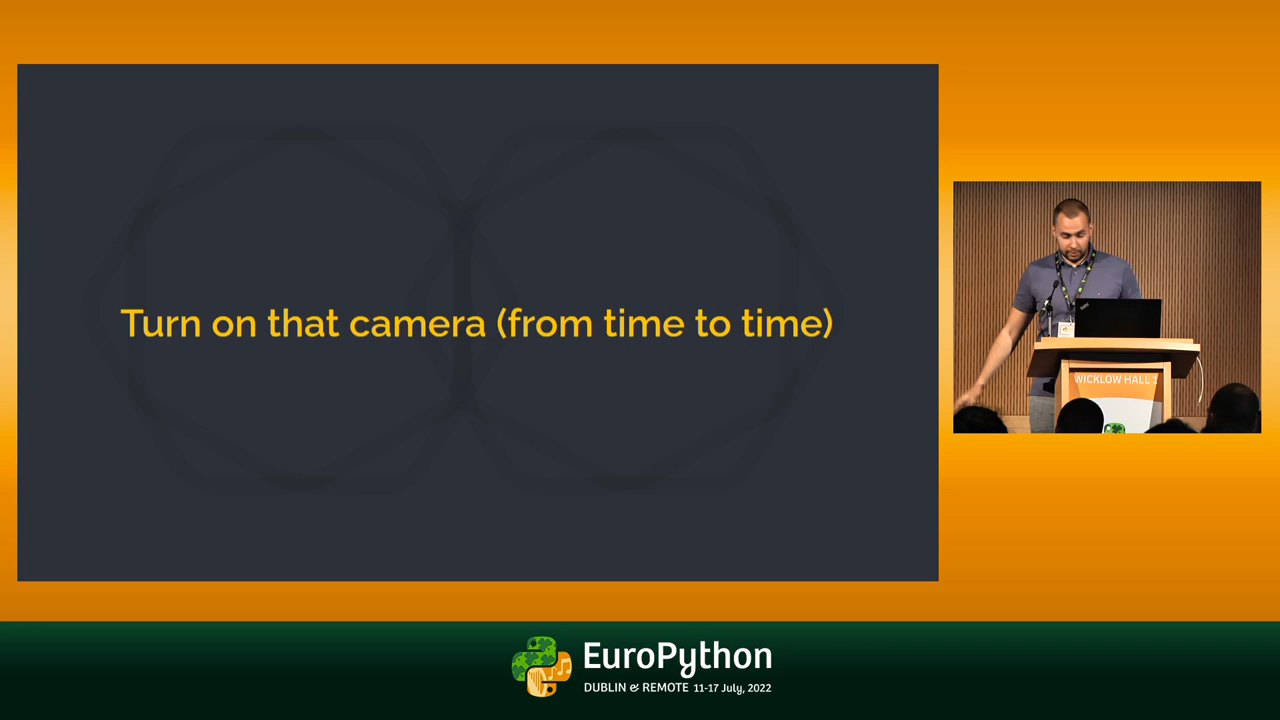 Turn on that camera (from time to time)
WICKLOW HALL 1
EuroPython
DUBLIN & REMOTE 11-17 July, 2022